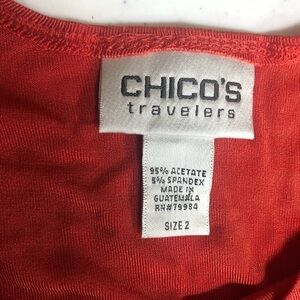 CHICO'S
travelers
95% ACETATE
5% SPANDEX
MADE IN
GUATEMALA
RN#79984
SIZE 2